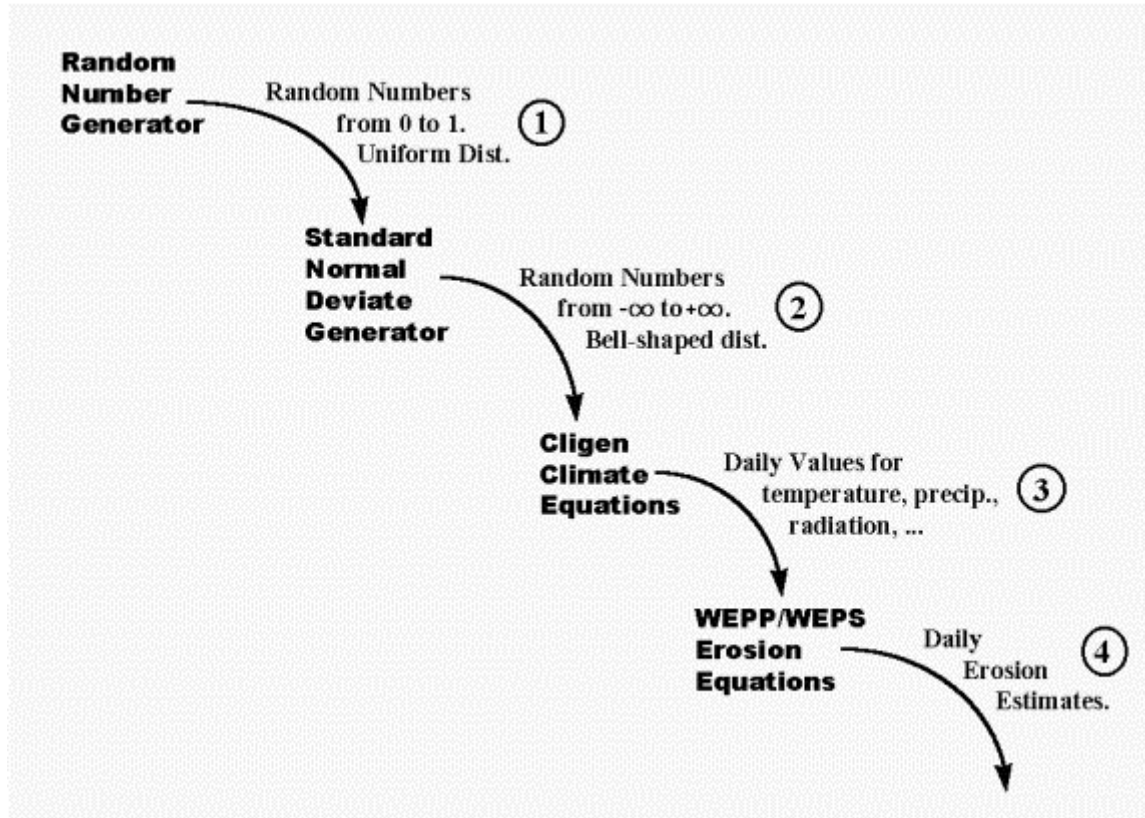 Random
Number
Generator
Random Numbers
from 0 to 1.
Uniform Dist.
1
Standard
Normal
Deviate
Generator
Random Numbers
from -∞ to +∞.
Bell-shaped dist.
2
Cligen
Climate
Equations
Daily Values for
temperature, precip.,
radiation, ...
3
WEPP/WEPS
Erosion
Equations
Daily
Erosion
Estimates.
4